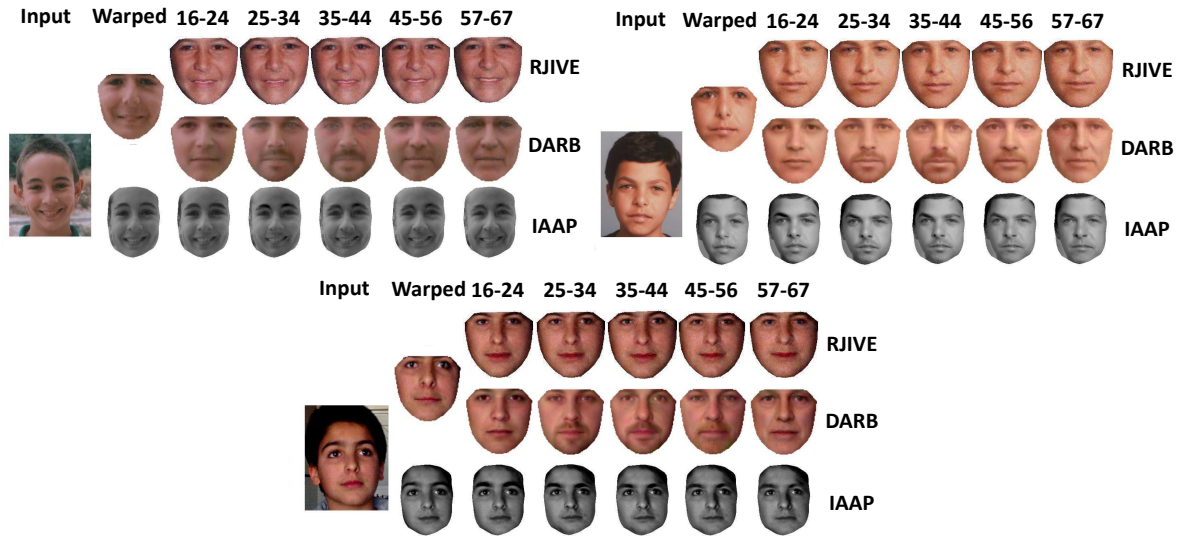 Input Warped 16-24 25-34 35-44 45-56 57-67
RJIVE
DARB
IAAP
Input Warped 16-24 25-34 35-44 45-56 57-67
RJIVE
DARB
IAAP
Input Warped 16-24 25-34 35-44 45-56 57-67
RJIVE
DARB
IAAP